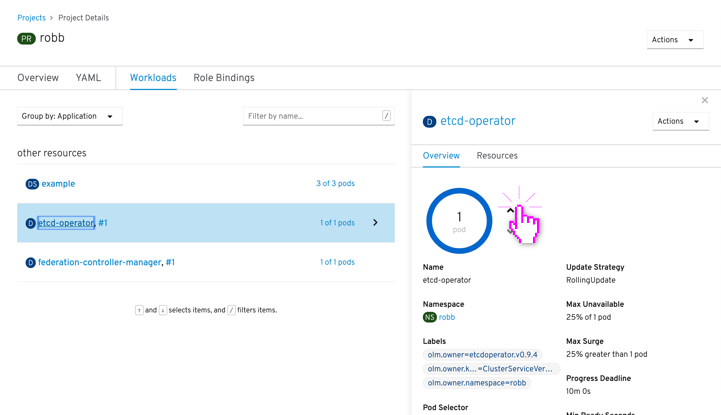 Projects > Project Details
PR robb
Actions
Overview YAML Workloads Role Bindings
Group by: Application
Filter by name... /
other resources
DS example 3 of 3 pods
D etcd-operator, #1 1 of 1 pods
D federation-controller-manager, #1 1 of 1 pods
↑ and ↓ selects items, and / filters items.
×
D etcd-operator
Actions
Overview Resources
1
pod
Name
etcd-operator
Namespace
NS robb
Labels
olm.owner=etcdoperator.v0.9.4
olm.owner.k...=ClusterServiceVer...
olm.owner.namespace=robb
Pod Selector
Update Strategy
RollingUpdate
Max Unavailable
25% of 1 pod
Max Surge
25% greater than 1 pod
Progress Deadline
10m 0s
Min Ready Seconds